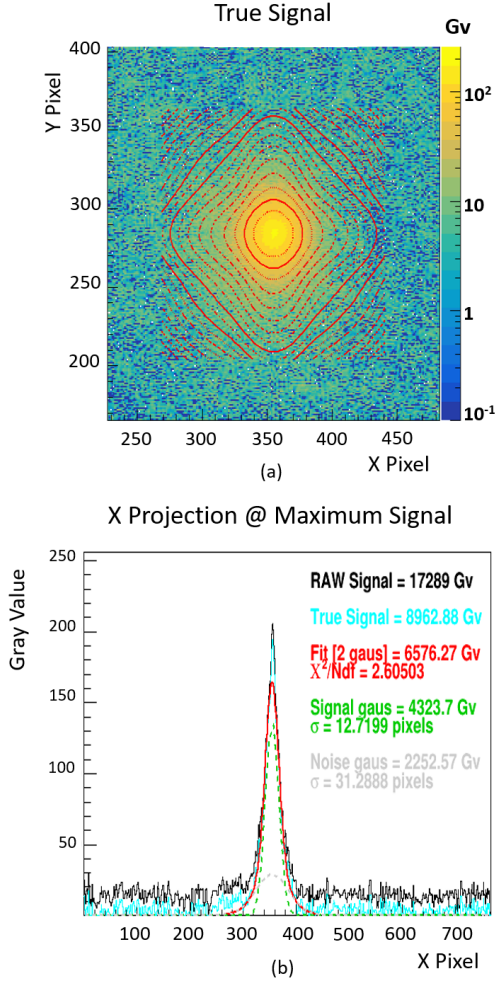 True Signal
Gv
Y Pixel
400
350
300
250
200
10²
10
1
10⁻¹
250
300
350
400
450
X Pixel
(a)
X Projection @ Maximum Signal
Gray Value
250
200
150
100
50
RAW Signal = 17289 Gv
True Signal = 8962.88 Gv
Fit [2 gaus] = 6576.27 Gv
X²/Ndf = 2.60503
Signal gaus = 4323.7 Gv
σ = 12.7199 pixels
Noise gaus = 2252.57 Gv
σ = 31.2888 pixels
100 200 300 400 500 600 700
X Pixel
(b)